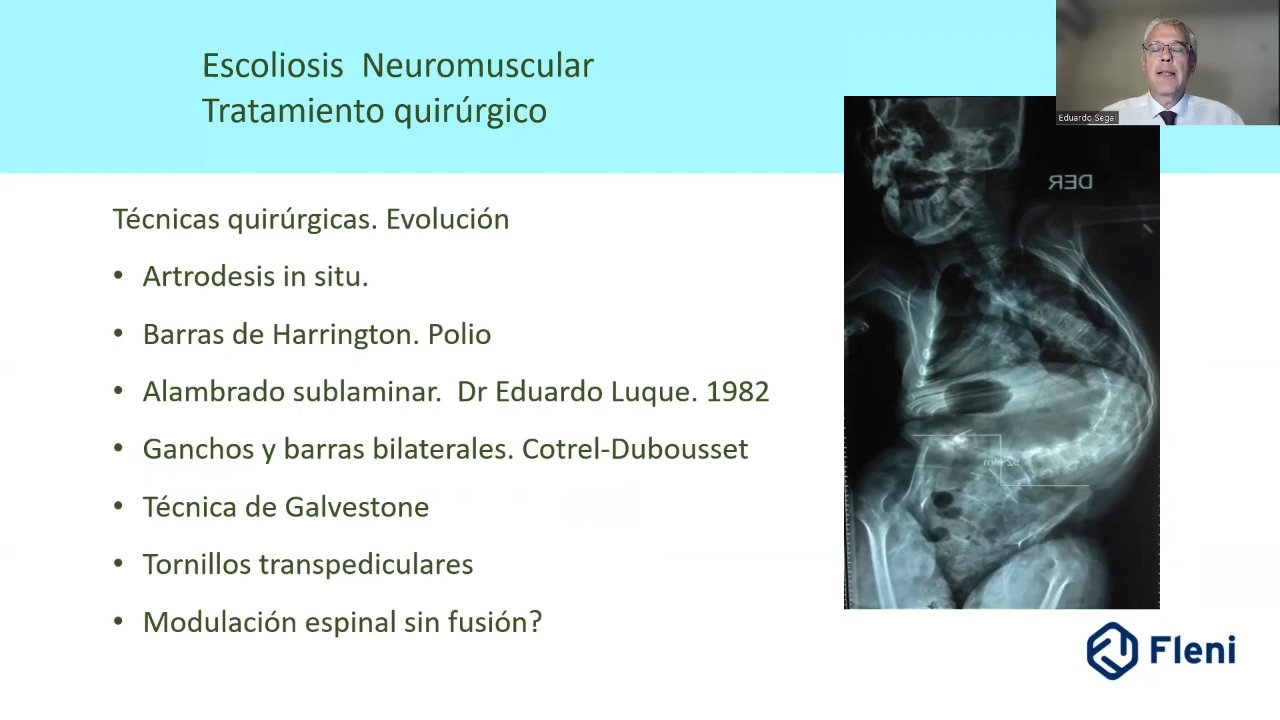 Escoliosis Neuromuscular
Tratamiento quirúrgico
Eduardo Segal
DER
Técnicas quirúrgicas. Evolución
• Artrodesis in situ.
• Barras de Harrington. Polio
• Alambrado sublaminar. Dr Eduardo Luque. 1982
• Ganchos y barras bilaterales. Cotrel-Dubousset
52 mm
• Técnica de Galvestone
• Tornillos transpediculares
• Modulación espinal sin fusión?
Fleni